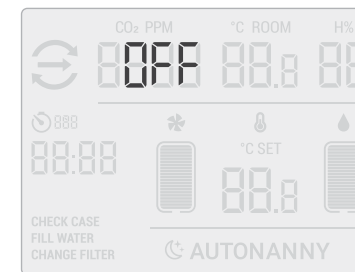 CO₂ PPM °C ROOM H%
OFF 88.8
888
88:88 °C SET
88.8
CHECK CASE
FILL WATER
CHANGE FILTER
AUTONANNY